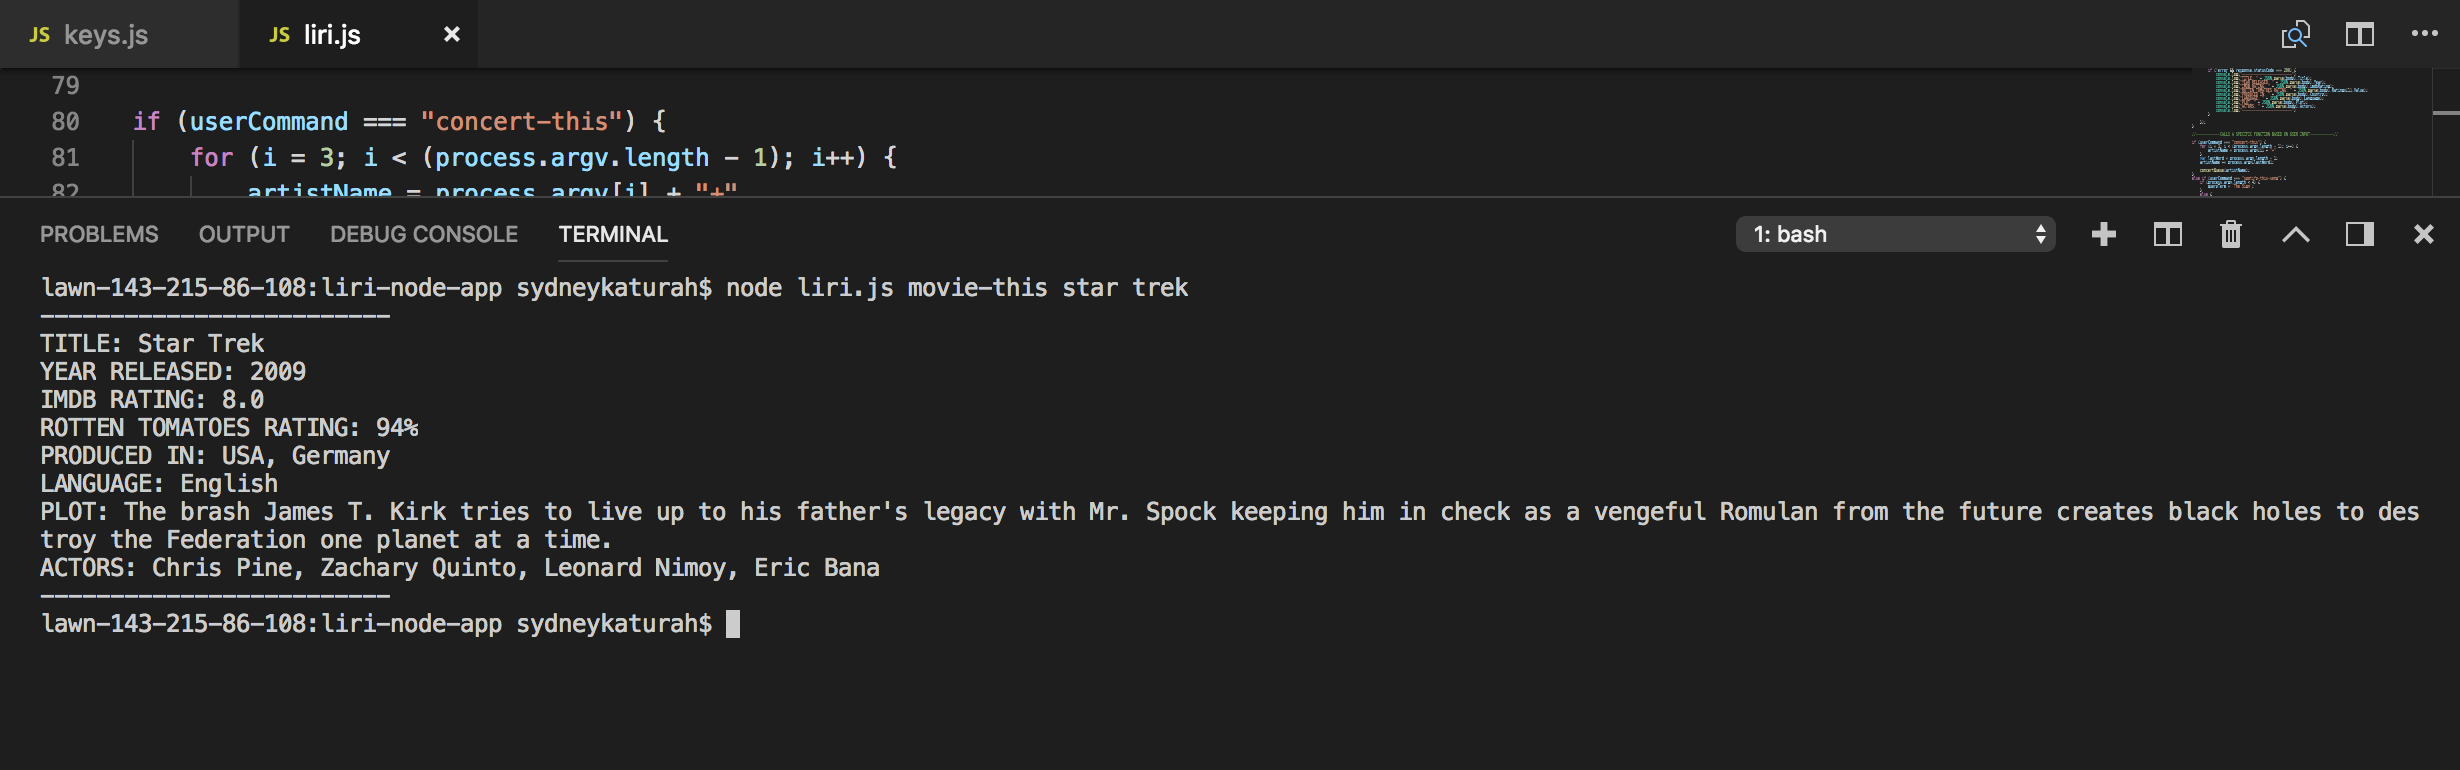 JS keys.js JS liri.js
79
80 if (userCommand === "concert-this") {
81 for (i = 3; i < (process.argv.length - 1); i++) {
82 artistName = process.argv[i] + "+"
PROBLEMS OUTPUT DEBUG CONSOLE TERMINAL 1: bash
lawn-143-215-86-108:liri-node-app sydneykaturah$ node liri.js movie-this star trek
-------------------------
TITLE: Star Trek
YEAR RELEASED: 2009
IMDB RATING: 8.0
ROTTEN TOMATOES RATING: 94%
PRODUCED IN: USA, Germany
LANGUAGE: English
PLOT: The brash James T. Kirk tries to live up to his father's legacy with Mr. Spock keeping him in check as a vengeful Romulan from the future creates black holes to des
troy the Federation one planet at a time.
ACTORS: Chris Pine, Zachary Quinto, Leonard Nimoy, Eric Bana
-------------------------
lawn-143-215-86-108:liri-node-app sydneykaturah$